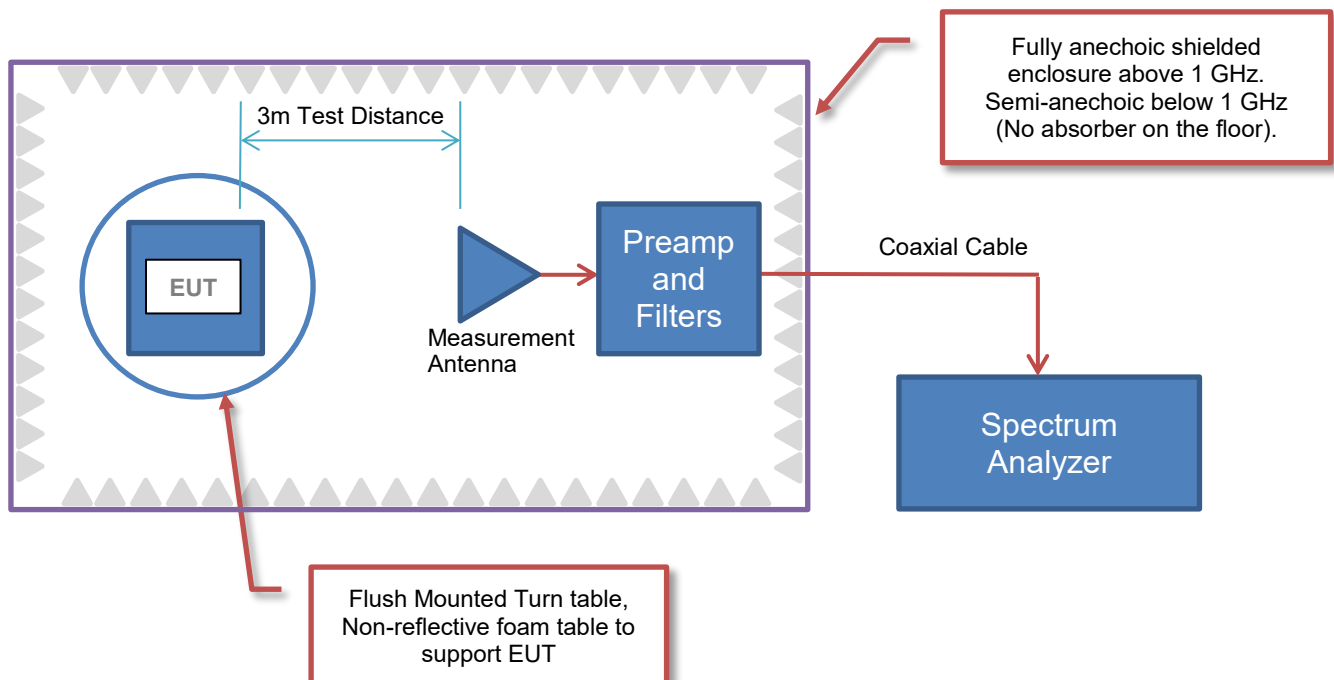 Fully anechoic shielded
enclosure above 1 GHz.
Semi-anechoic below 1 GHz
(No absorber on the floor).
3m Test Distance
EUT
Measurement
Antenna
Preamp
and
Filters
Coaxial Cable
Spectrum
Analyzer
Flush Mounted Turn table,
Non-reflective foam table to
support EUT